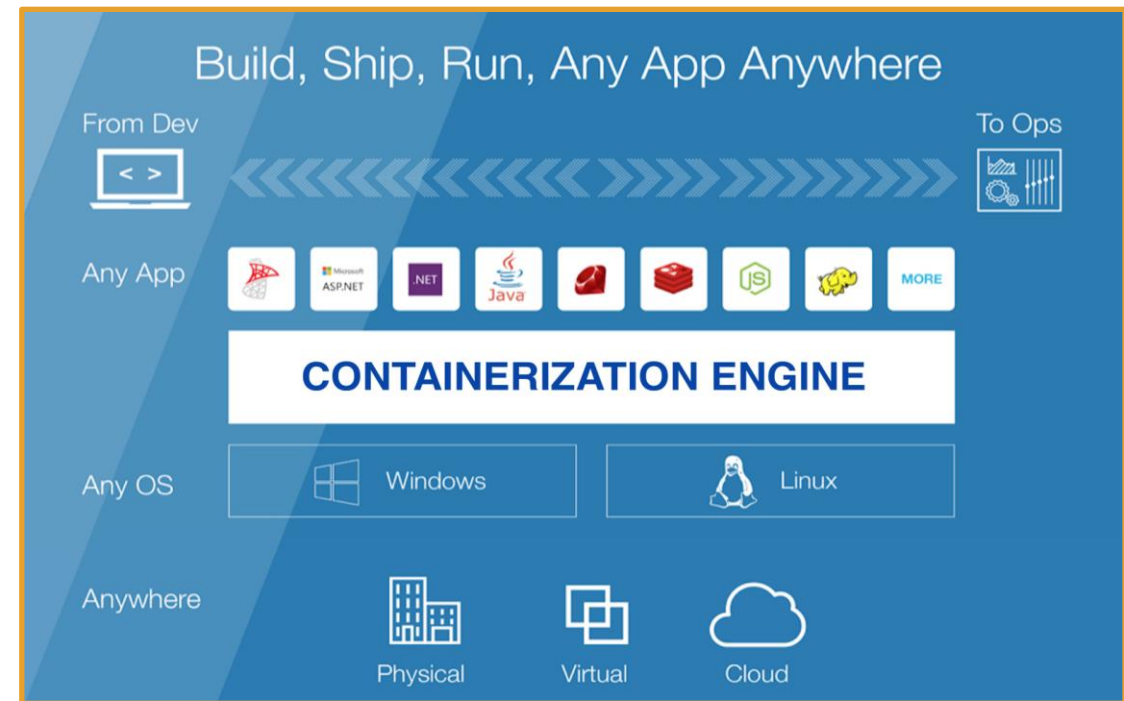 Build, Ship, Run, Any App Anywhere
From Dev
To Ops
< >
Any App
Microsoft
ASP.NET
.NET
Java
JS
MORE
CONTAINERIZATION ENGINE
Any OS
Windows
Linux
Anywhere
Physical
Virtual
Cloud